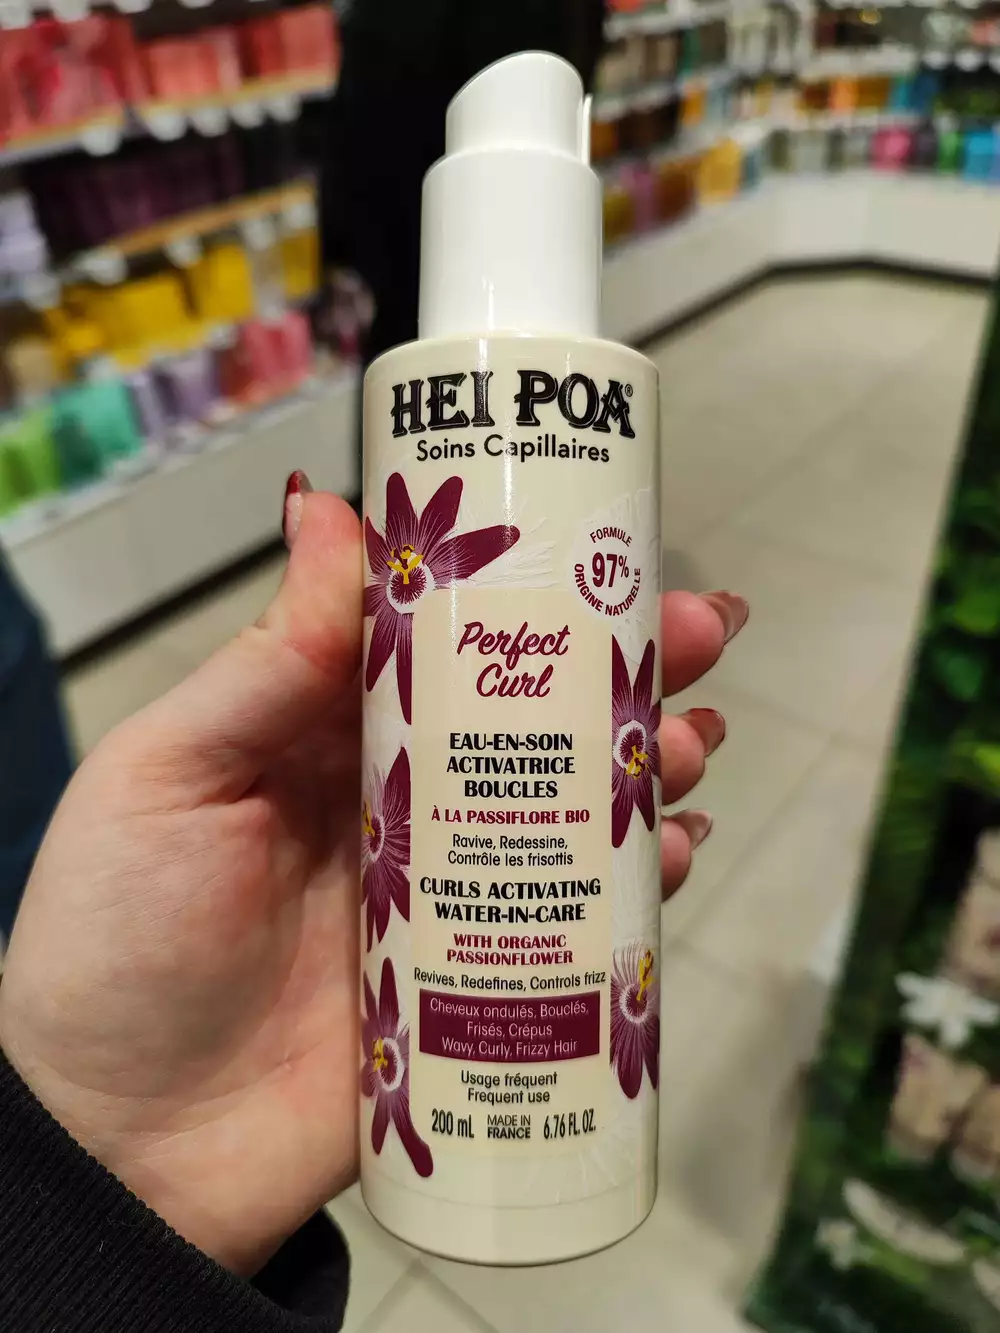 HEI POA®
Soins Capillaires
FORMULE
97%
ORIGINE NATURELLE
Perfect
Curl
EAU-EN-SOIN
ACTIVATRICE
BOUCLES
À LA PASSIFLORE BIO
Ravive, Redessine,
Contrôle les frisottis
CURLS ACTIVATING
WATER-IN-CARE
WITH ORGANIC
PASSIONFLOWER
Revives, Redefines, Controls frizz
Cheveux ondulés, Bouclés,
Frisés, Crépus
Wavy, Curly, Frizzy Hair
Usage fréquent
Frequent use
200 mL MADE IN FRANCE 6.76 FL. OZ.